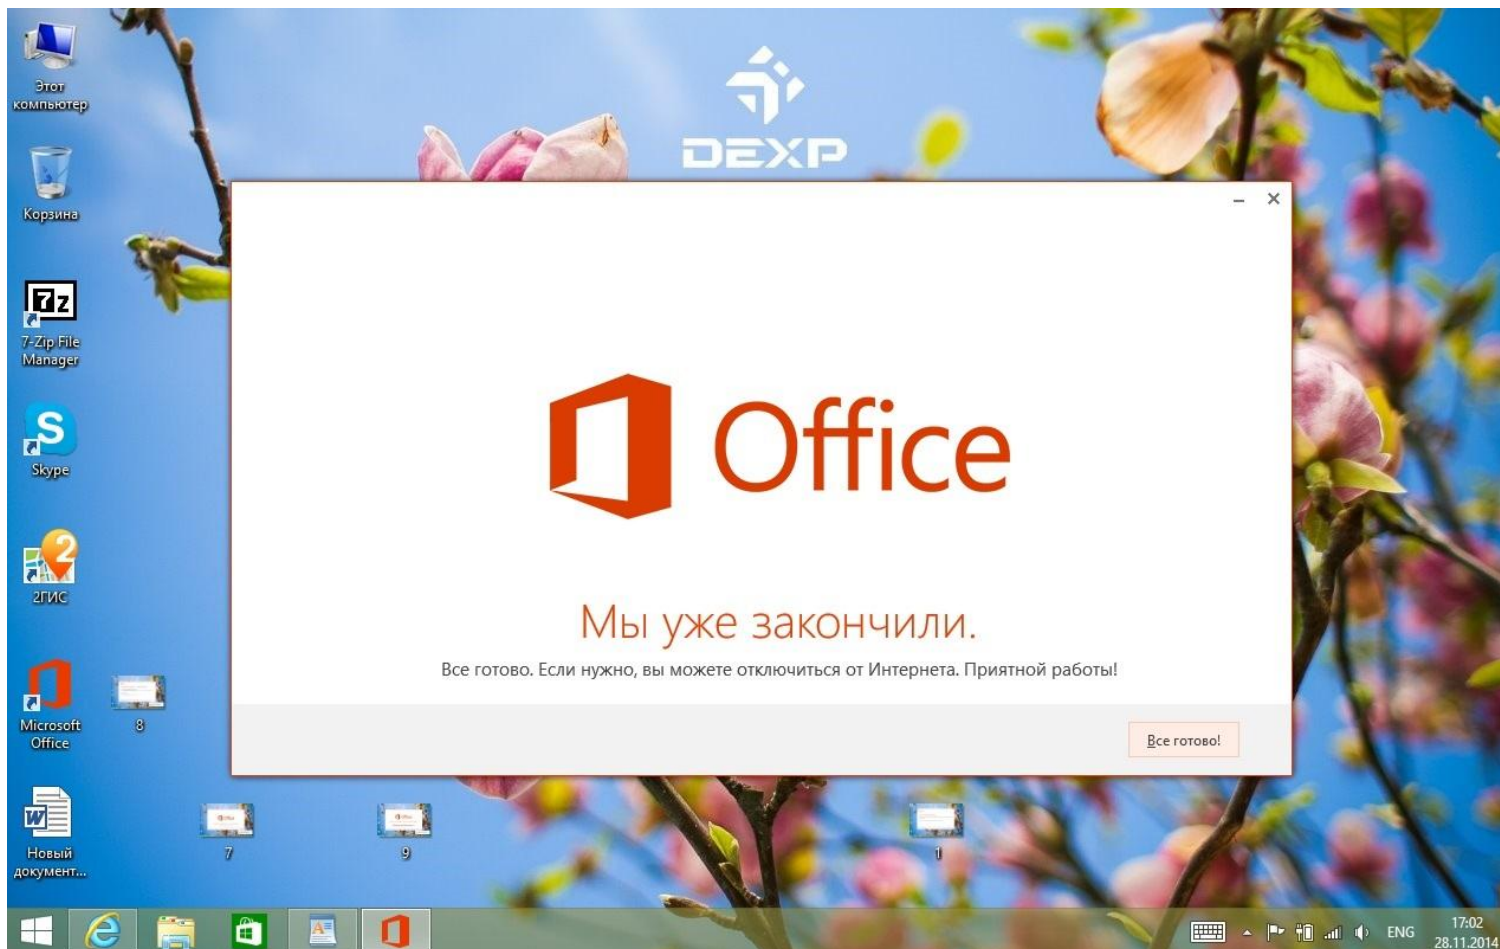 Этот
компьютер
Корзина
7z
7-Zip File
Manager
S
Skype
2
2ГИС
Microsoft
Office
8
W
Новый
документ...
7
9
1
DEXP
Office
Мы уже закончили.
Все готово. Если нужно, вы можете отключиться от Интернета. Приятной работы!
Все готово!
ENG
17:02
28.11.2014